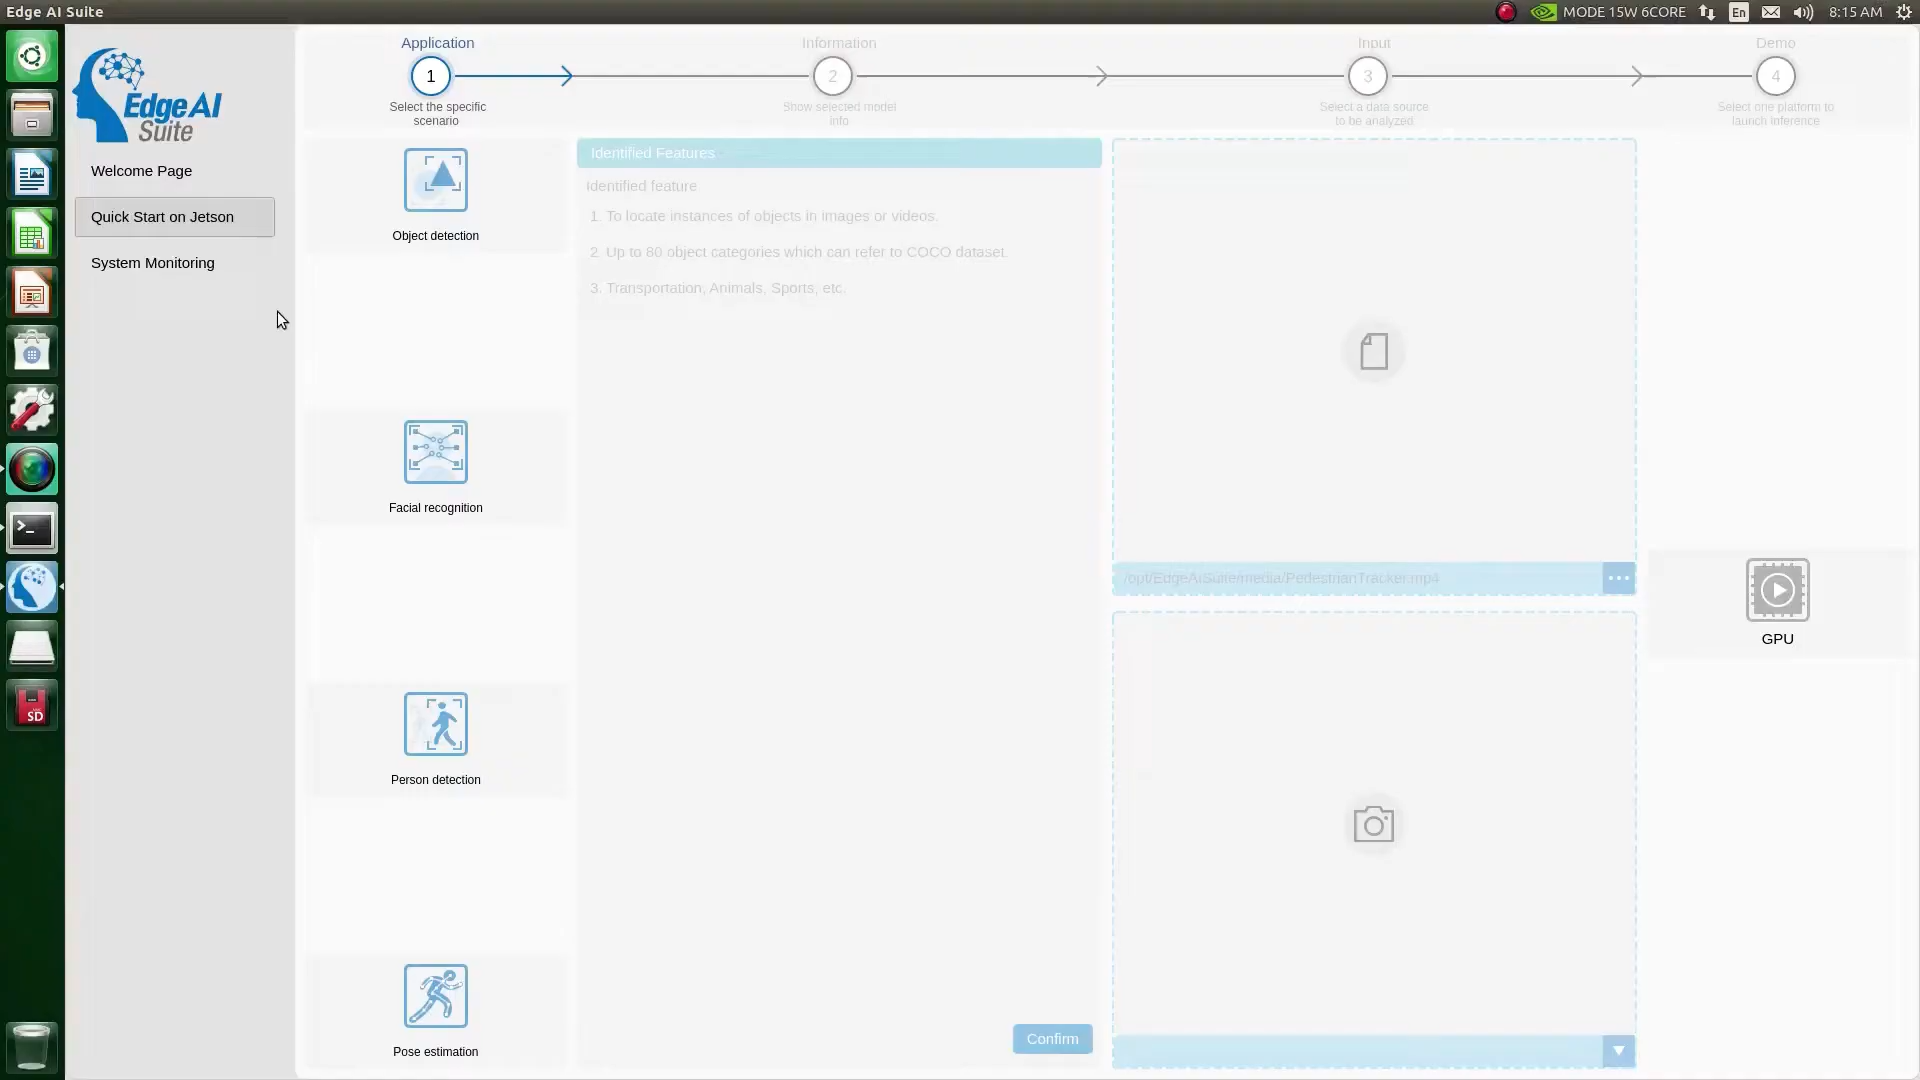 Edge AI Suite
MODE 15W 6CORE
En
8:15 AM
EdgeAI
Suite
Welcome Page
Quick Start on Jetson
System Monitoring
Application
1
Select the specific
scenario
Information
2
Show selected model
info
Input
3
Select a data source
to be analyzed
Demo
4
Select one platform to
launch inference
Object detection
Facial recognition
Person detection
Pose estimation
Identified Features
Identified feature
1. To locate instances of objects in images or videos.
2. Up to 80 object categories which can refer to COCO dataset.
3. Transportation, Animals, Sports, etc.
Confirm
/opt/EdgeAiSuite/media/PedestrianTracker.mp4
GPU
SD